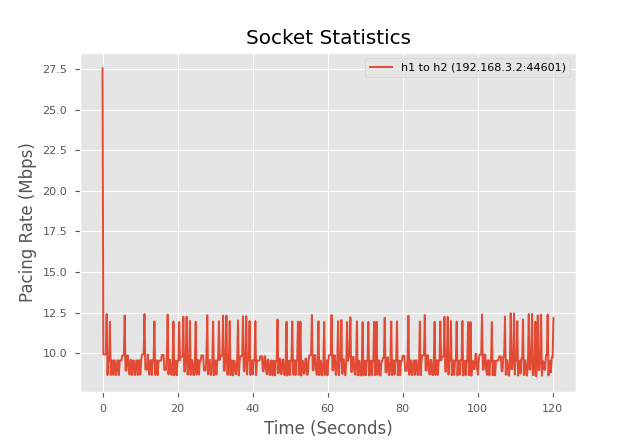 Socket Statistics
h1 to h2 (192.168.3.2:44601)
27.5
25.0
22.5
20.0
17.5
15.0
12.5
10.0
Pacing Rate (Mbps)
0 20 40 60 80 100 120
Time (Seconds)